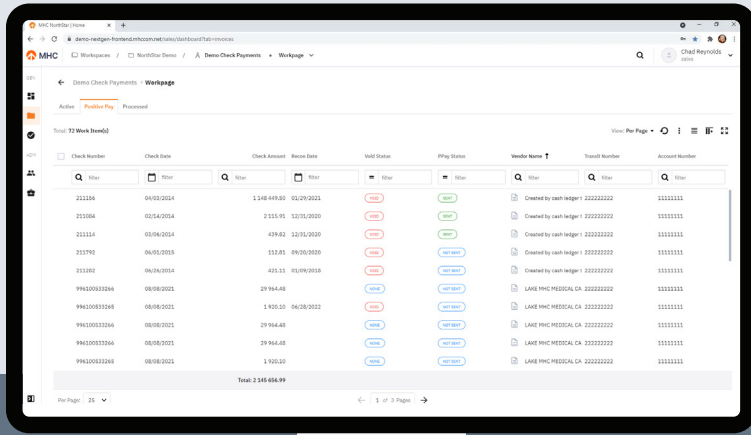 MHC NorthStar | Home × +
demo-nextgen-frontend.mhccom.net/sales/dashboard?tab=invoices
MHC Workspaces / NorthStar Demo / Demo Check Payments • Workpage Chad Reynolds
sales
Demo Check Payments • Workpage
Active Positive Pay Processed
Total: 72 Work Item(s) View: Per Page
Check Number Check Date Check Amount Recon Date Void Status PPay Status Vendor Name Transit Number Account Number
filter filter filter filter filter filter filter filter filter
211156 04/03/2014 1 148 449.50 01/29/2021 VOID SENT Created by cash ledger t 222222222 11111111
211084 02/14/2014 2 115.91 12/31/2020 VOID SENT Created by cash ledger t 222222222 11111111
211114 03/06/2014 439.82 12/31/2020 VOID SENT Created by cash ledger t 222222222 11111111
211792 06/01/2015 112.81 09/20/2020 VOID NOT SENT Created by cash ledger t 222222222 11111111
211282 06/26/2014 421.11 01/09/2018 VOID NOT SENT Created by cash ledger t 222222222 11111111
996100533266 08/08/2021 29 964.48 NONE NOT SENT LAKE MHC MEDICAL CA 222222222 11111111
996100533265 08/08/2021 1 920.10 06/28/2022 VOID NOT SENT LAKE MHC MEDICAL CA 222222222 11111111
996100533266 08/08/2021 29 964.48 NONE NOT SENT LAKE MHC MEDICAL CA 222222222 11111111
996100533266 08/08/2021 29 964.48 NONE NOT SENT LAKE MHC MEDICAL CA 222222222 11111111
996100533265 08/08/2021 1 920.10 NONE NOT SENT LAKE MHC MEDICAL CA 222222222 11111111
Total: 2 145 656.99
Per Page: 25 1 of 3 Pages